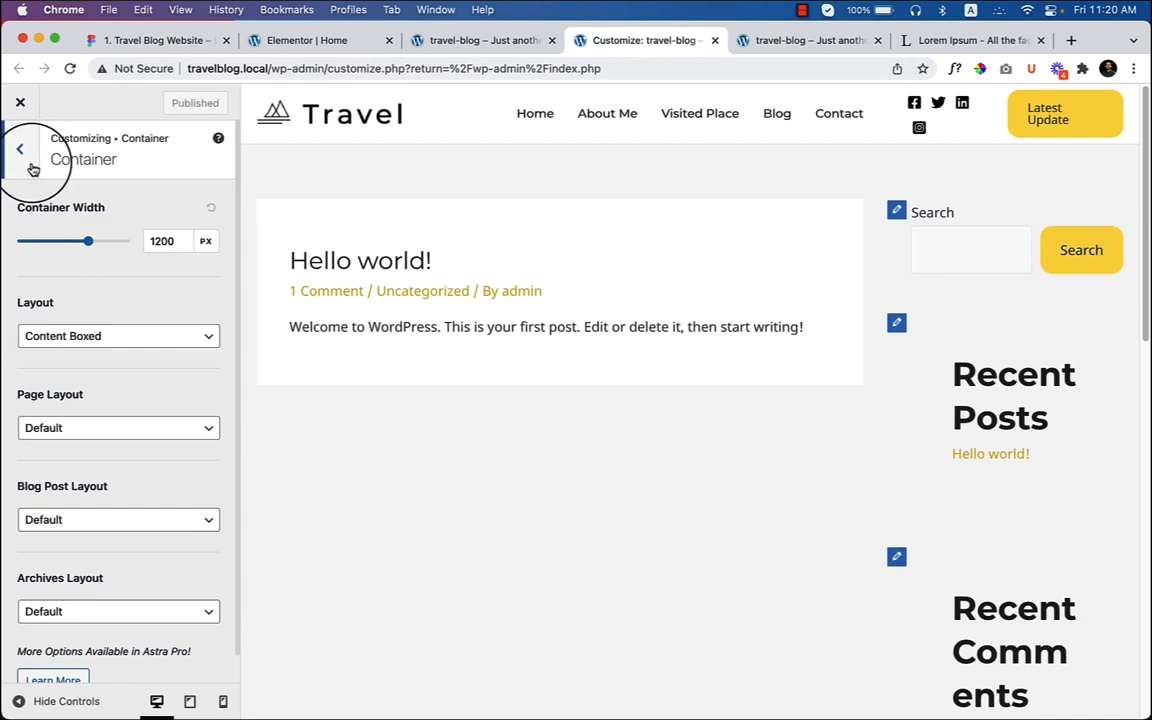 Chrome File Edit View History Bookmarks Profiles Tab Window Help 100% A Fri 11:20 AM
1. Travel Blog Website – Elementor | Home travel-blog – Just anoth Customize: travel-blog – travel-blog – Just anoth Lorem Ipsum - All the fac
Not Secure travelblog.local/wp-admin/customize.php?return=%2Fwp-admin%2Findex.php f? U 4
Published
Customizing ▸ Container
Container
Container Width
1200 PX
Layout
Content Boxed
Page Layout
Default
Blog Post Layout
Default
Archives Layout
Default
More Options Available in Astra Pro!
Learn More
Hide Controls
Travel
Home About Me Visited Place Blog Contact
Latest
Update
Hello world!
1 Comment / Uncategorized / By admin
Welcome to WordPress. This is your first post. Edit or delete it, then start writing!
Search
Search
Recent
Posts
Hello world!
Recent
Comm
ents